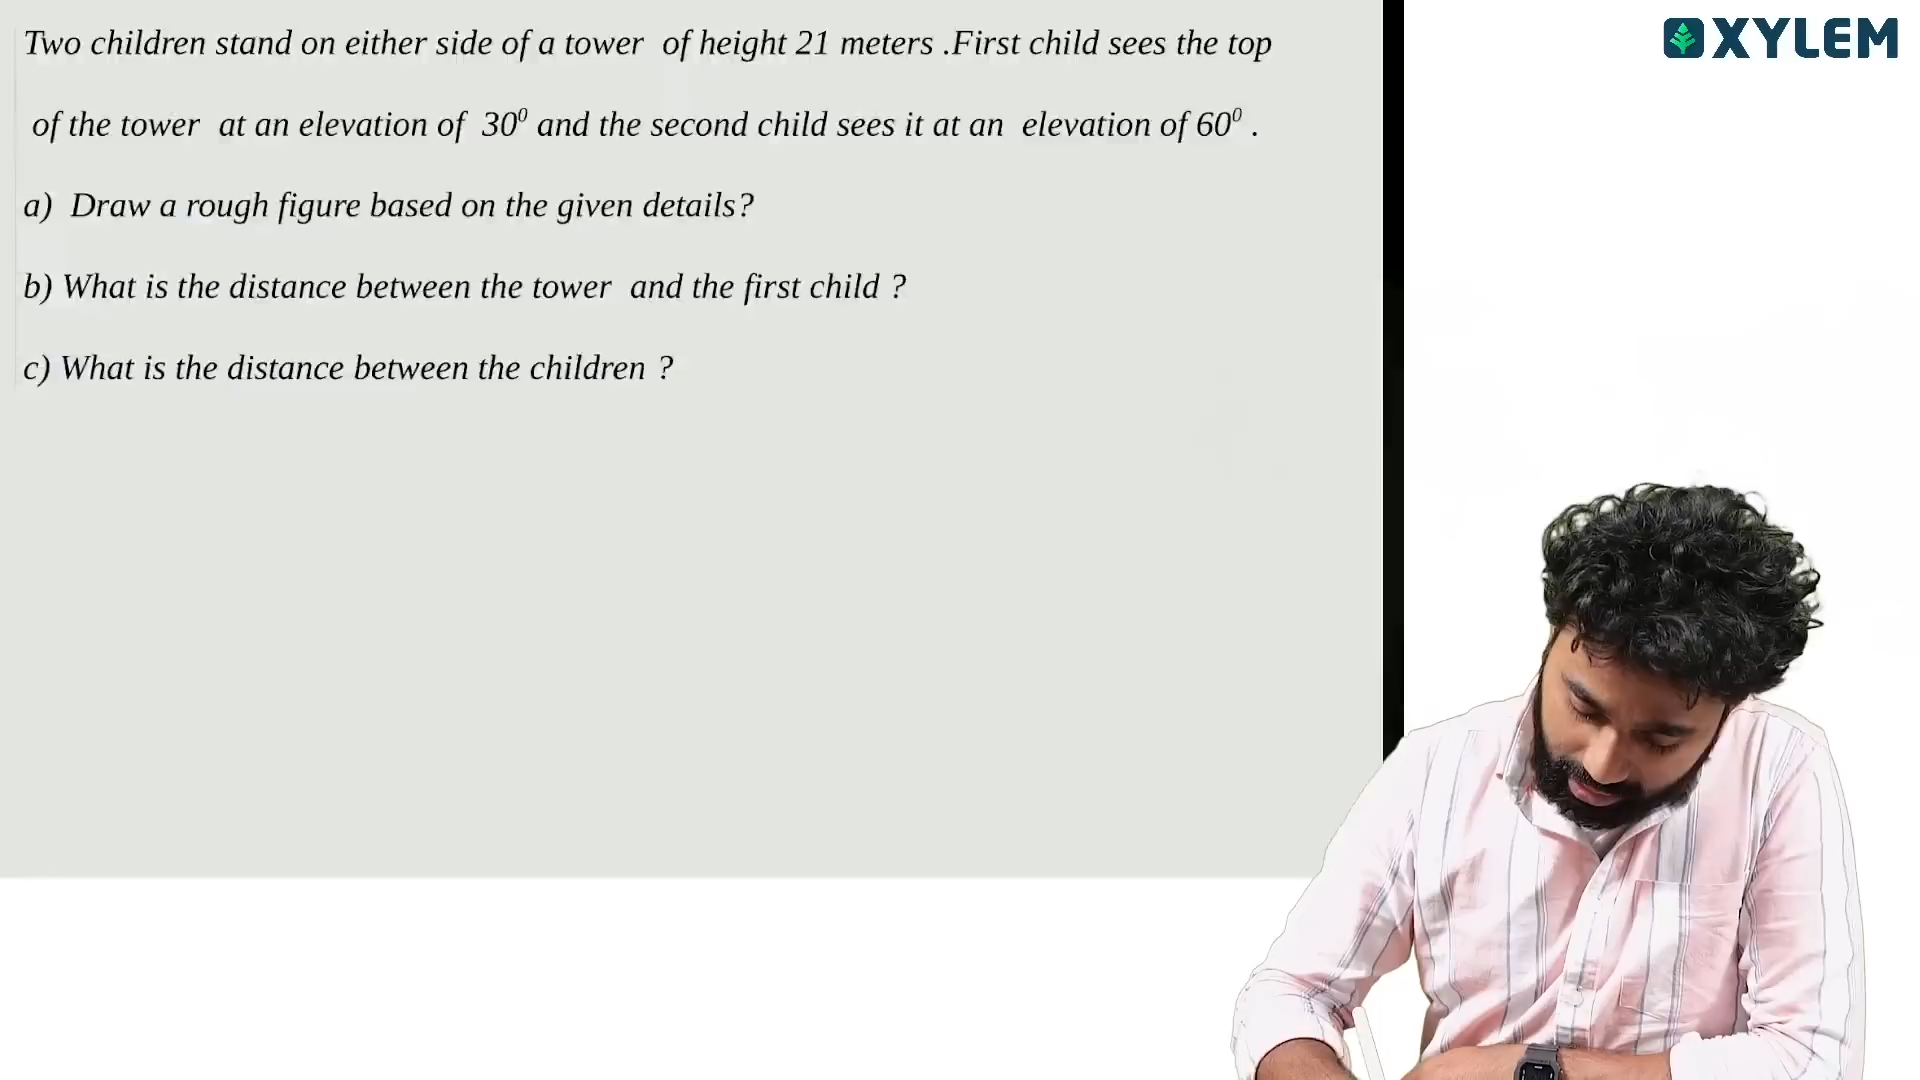 Two children stand on either side of a tower of height 21 meters .First child sees the top
of the tower at an elevation of 30⁰ and the second child sees it at an elevation of 60⁰ .
a) Draw a rough figure based on the given details?
b) What is the distance between the tower and the first child ?
c) What is the distance between the children ?
XYLEM